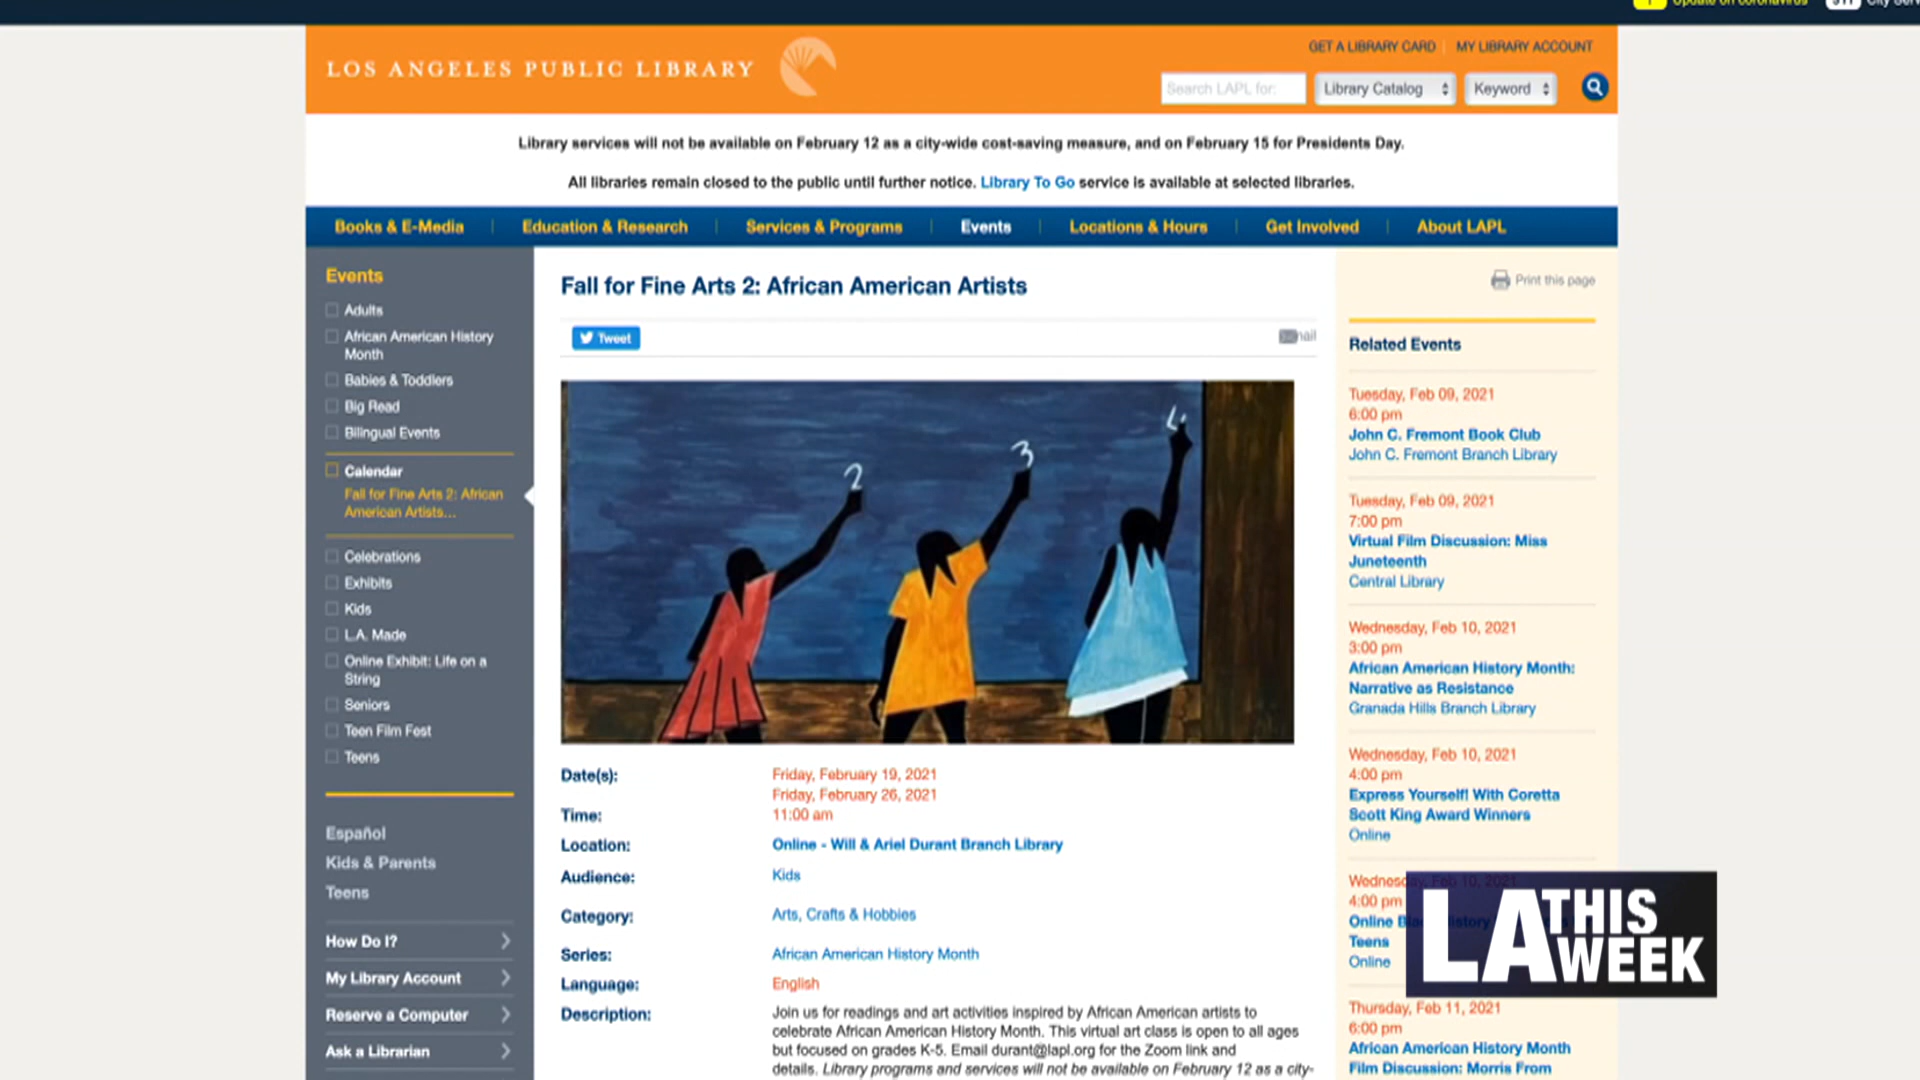 Update on coronavirus
LOS ANGELES PUBLIC LIBRARY
GET A LIBRARY CARD
MY LIBRARY ACCOUNT
Search LAPL for:
Library Catalog
Keyword
Library services will not be available on February 12 as a city-wide cost-saving measure, and on February 15 for Presidents Day.
All libraries remain closed to the public until further notice. Library To Go service is available at selected libraries.
Books & E-Media
Education & Research
Services & Programs
Events
Locations & Hours
Get Involved
About LAPL
Events
Adults
African American History
Month
Babies & Toddlers
Big Read
Bilingual Events
Calendar
Fall for Fine Arts 2: African
American Artists...
Celebrations
Exhibits
Kids
L.A. Made
Online Exhibit: Life on a
String
Seniors
Teen Film Fest
Teens
Español
Kids & Parents
Teens
How Do I?
My Library Account
Reserve a Computer
Ask a Librarian
Fall for Fine Arts 2: African American Artists
Tweet
2
3
4
Date(s):
Friday, February 19, 2021
Friday, February 26, 2021
Time:
11:00 am
Location:
Online - Will & Ariel Durant Branch Library
Audience:
Kids
Category:
Arts, Crafts & Hobbies
Series:
African American History Month
Language:
English
Description:
Join us for readings and art activities inspired by African American artists to
celebrate African American History Month. This virtual art class is open to all ages
but focused on grades K-5. Email durant@lapl.org for the Zoom link and
details. Library programs and services will not be available on February 12 as a city-
Print this page
Related Events
Tuesday, Feb 09, 2021
6:00 pm
John C. Fremont Book Club
John C. Fremont Branch Library
Tuesday, Feb 09, 2021
7:00 pm
Virtual Film Discussion: Miss
Juneteenth
Central Library
Wednesday, Feb 10, 2021
3:00 pm
African American History Month:
Narrative as Resistance
Granada Hills Branch Library
Wednesday, Feb 10, 2021
4:00 pm
Express Yourself! With Coretta
Scott King Award Winners
Online
Feb 10, 2021
4:00 pm
Online
Teens
Online
Thursday, Feb 11, 2021
6:00 pm
African American History Month
Film Discussion: Morris From
LA THIS
WEEK